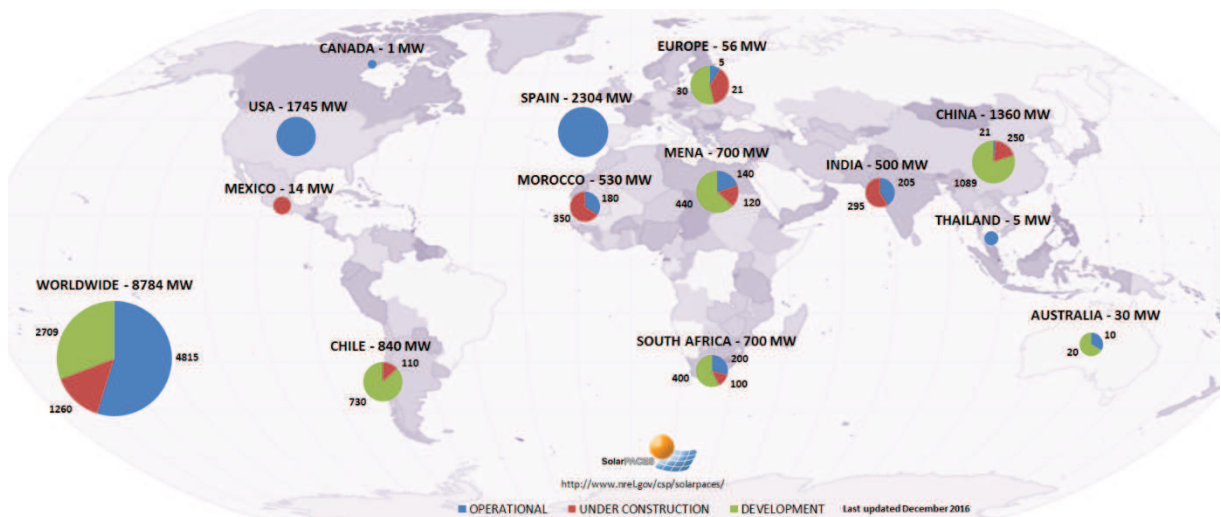 CANADA - 1 MW
EUROPE - 56 MW
5
30
21
USA - 1745 MW
SPAIN - 2304 MW
CHINA - 1360 MW
21
250
1089
MENA - 700 MW
140
440
120
INDIA - 500 MW
205
295
MEXICO - 14 MW
MOROCCO - 530 MW
180
350
THAILAND - 5 MW
WORLDWIDE - 8784 MW
2709
4815
1260
AUSTRALIA - 30 MW
10
20
CHILE - 840 MW
110
730
SOUTH AFRICA - 700 MW
200
400
100
SolarPACES
http://www.nrel.gov/csp/solarpaces/
OPERATIONAL UNDER CONSTRUCTION DEVELOPMENT Last updated December 2016